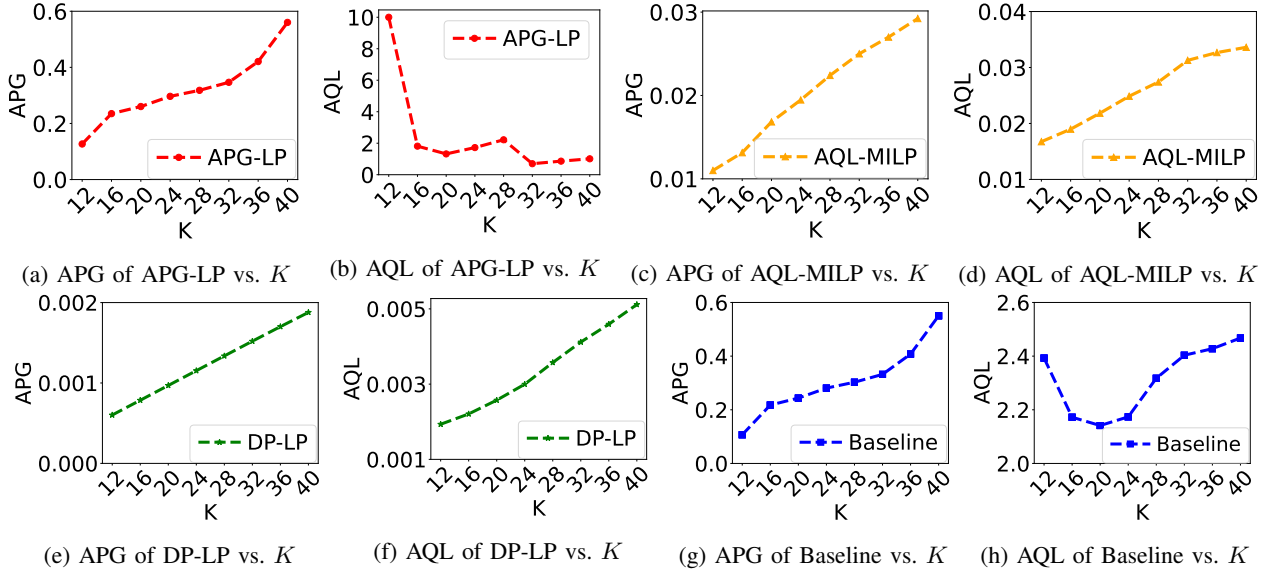 0.6
0.4
0.2
0.0
APG
APG-LP
12 16 20 24 28 32 36 40
K
(a) APG of APG-LP vs. K
10
8
6
4
2
0
AQL
APG-LP
12 16 20 24 28 32 36 40
K
(b) AQL of APG-LP vs. K
0.03
0.02
0.01
APG
AQL-MILP
12 16 20 24 28 32 36 40
K
(c) APG of AQL-MILP vs. K
0.04
0.03
0.02
0.01
AQL
AQL-MILP
12 16 20 24 28 32 36 40
K
(d) AQL of AQL-MILP vs. K
0.002
0.001
0.000
APG
DP-LP
12 16 20 24 28 32 36 40
K
(e) APG of DP-LP vs. K
0.005
0.003
0.001
AQL
DP-LP
12 16 20 24 28 32 36 40
K
(f) AQL of DP-LP vs. K
0.6
0.4
0.2
0.0
APG
Baseline
12 16 20 24 28 32 36 40
K
(g) APG of Baseline vs. K
2.6
2.4
2.2
2.0
AQL
Baseline
12 16 20 24 28 32 36 40
K
(h) AQL of Baseline vs. K